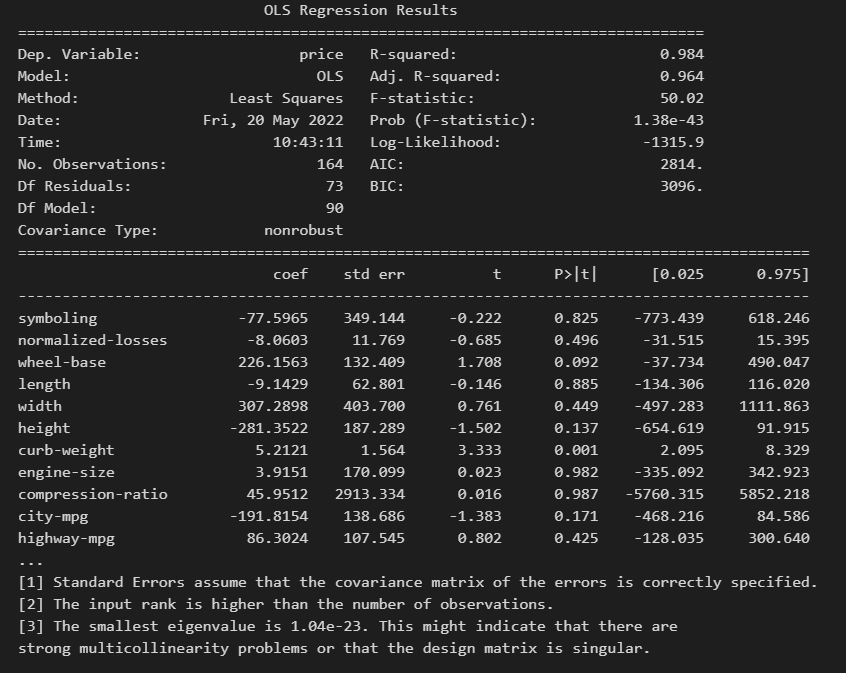 OLS Regression Results
==============================================================================
Dep. Variable: price R-squared: 0.984
Model: OLS Adj. R-squared: 0.964
Method: Least Squares F-statistic: 50.02
Date: Fri, 20 May 2022 Prob (F-statistic): 1.38e-43
Time: 10:43:11 Log-Likelihood: -1315.9
No. Observations: 164 AIC: 2814.
Df Residuals: 73 BIC: 3096.
Df Model: 90
Covariance Type: nonrobust
==========================================================================================
coef std err t P>|t| [0.025 0.975]
------------------------------------------------------------------------------------------
symboling -77.5965 349.144 -0.222 0.825 -773.439 618.246
normalized-losses -8.0603 11.769 -0.685 0.496 -31.515 15.395
wheel-base 226.1563 132.409 1.708 0.092 -37.734 490.047
length -9.1429 62.801 -0.146 0.885 -134.306 116.020
width 307.2898 403.700 0.761 0.449 -497.283 1111.863
height -281.3522 187.289 -1.502 0.137 -654.619 91.915
curb-weight 5.2121 1.564 3.333 0.001 2.095 8.329
engine-size 3.9151 170.099 0.023 0.982 -335.092 342.923
compression-ratio 45.9512 2913.334 0.016 0.987 -5760.315 5852.218
city-mpg -191.8154 138.686 -1.383 0.171 -468.216 84.586
highway-mpg 86.3024 107.545 0.802 0.425 -128.035 300.640
...
[1] Standard Errors assume that the covariance matrix of the errors is correctly specified.
[2] The input rank is higher than the number of observations.
[3] The smallest eigenvalue is 1.04e-23. This might indicate that there are
strong multicollinearity problems or that the design matrix is singular.